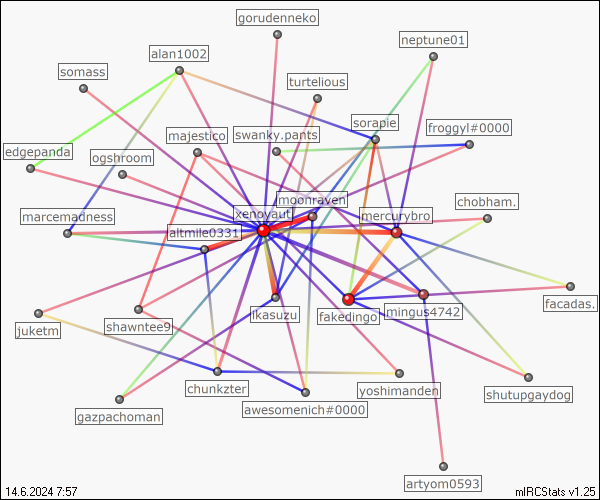 gorudenneko
neptune01
alan1002
somass
turtelious
sorapie
froggyl#0000
majestico
swanky.pants
edgepanda
ogshroom
moonraven
chobham.
xenoyaut
marcemadness
mercurybro
altmile0331
facadas.
ikasuzu
fakedingo
mingus4742
juketm
shawntee9
chunkzter
yoshimanden
shutupgaydog
gazpachoman
awesomenich#0000
artyom0593
14.6.2024 7:57
mIRCStats v1.25